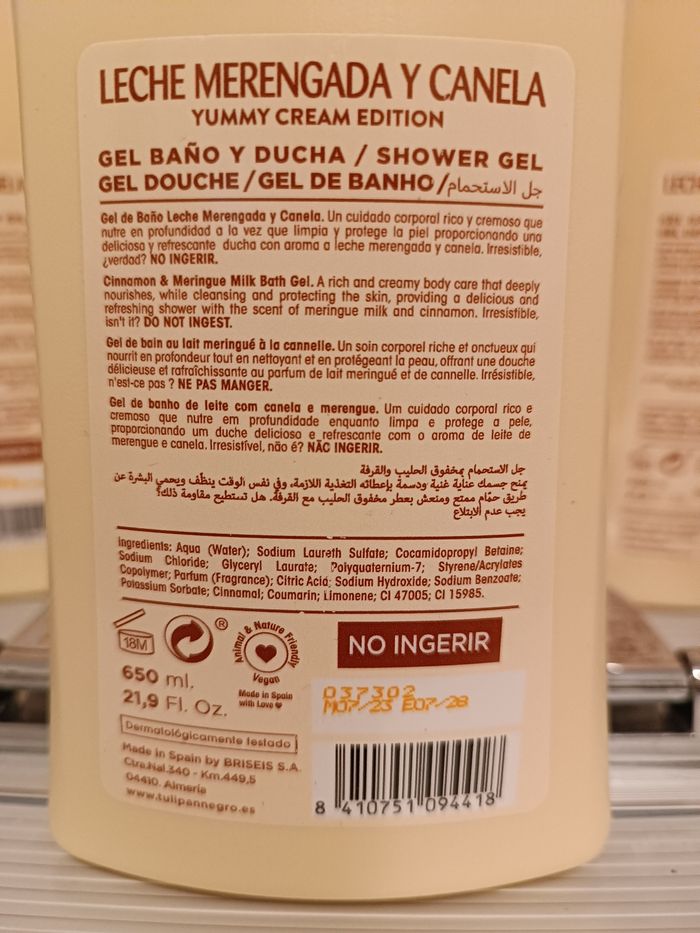 LECHE MERENGADA Y CANELA
YUMMY CREAM EDITION
GEL BAÑO Y DUCHA / SHOWER GEL
GEL DOUCHE / GEL DE BANHO / جل الاستحمام
Gel de Baño Leche Merengada y Canela. Un cuidado corporal rico y cremoso que
nutre en profundidad a la vez que limpia y protege la piel proporcionando una
deliciosa y refrescante ducha con aroma a leche merengada y canela. Irresistible,
¿verdad? NO INGERIR.
Cinnamon & Meringue Milk Bath Gel. A rich and creamy body care that deeply
nourishes, while cleansing and protecting the skin, providing a delicious and
refreshing shower with the scent of meringue milk and cinnamon. Irresistible,
isn't it? DO NOT INGEST.
Gel de bain au lait meringué à la cannelle. Un soin corporel riche et onctueux qui
nourrit en profondeur tout en nettoyant et en protégeant la peau, offrant une douche
délicieuse et rafraîchissante au parfum de lait meringué et de cannelle. Irrésistible,
n'est-ce pas ? NE PAS MANGER.
Gel de banho de leite com canela e merengue. Um cuidado corporal rico e
cremoso que nutre em profundidade enquanto limpa e protege a pele,
proporcionando um duche delicioso e refrescante com o aroma de leite de
merengue e canela. Irresistível, não é? NÃO INGERIR.
جل الاستحمام بمخفوق الحليب والقرفة
يمنح جسمك عناية غنية ودسمة بإعطائه التغذية اللازمة، وفي نفس الوقت ينظّف ويحمي البشرة عن
طريق حمّام ممتع ومنعش بعطر مخفوق الحليب مع القرفة. هل تستطيع مقاومة ذلك؟
يجب عدم الابتلاع
Ingredients: Aqua (Water); Sodium Laureth Sulfate; Cocamidopropyl Betaine;
Sodium Chloride; Glyceryl Laurate; Polyquaternium-7; Styrene/Acrylates
Copolymer; Parfum (Fragrance); Citric Acid; Sodium Hydroxide; Sodium Benzoate;
Potassium Sorbate; Cinnamal; Coumarin; Limonene; CI 47005; CI 15985.
18M
®
Animal & Nature Friendly
Vegan
Made in Spain
with Love
NO INGERIR
650 ml.
21,9 Fl. Oz.
037302
M07/23 E07/28
Dermatológicamente testado
Made in Spain by BRISEIS S.A.
Ctra.Nal.340 - Km.449,5
04410. Almería
www.tulipannegro.es
8 410751 094418